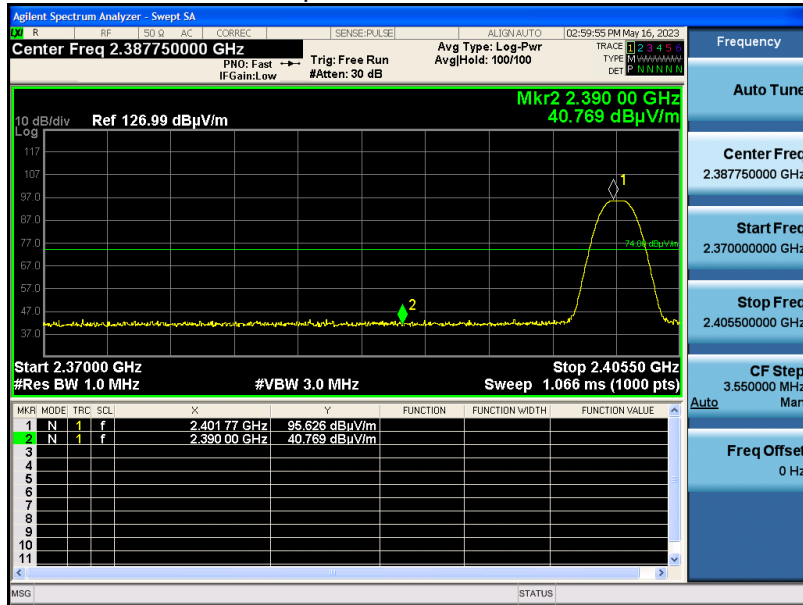 Agilent Spectrum Analyzer - Swept SA
LXI R RF 50 Ω AC CORREC SENSE:PULSE ALIGN AUTO 02:59:55 PM May 16, 2023
Center Freq 2.387750000 GHz
PNO: Fast
IFGain:Low
Trig: Free Run
#Atten: 30 dB
Avg Type: Log-Pwr
Avg|Hold: 100/100
TRACE 1 2 3 4 5 6
TYPE M
DET P N N N N N
Mkr2 2.390 00 GHz
40.769 dBµV/m
10 dB/div Ref 126.99 dBµV/m
Log
117
107
97.0
87.0
77.0
67.0
57.0
47.0
37.0
1
2
74.00 dBµV/m
Start 2.37000 GHz Stop 2.40550 GHz
#Res BW 1.0 MHz #VBW 3.0 MHz Sweep 1.066 ms (1000 pts)
MKR MODE TRC SCL X Y FUNCTION FUNCTION WIDTH FUNCTION VALUE
1 N 1 f 2.401 77 GHz 95.626 dBµV/m
2 N 1 f 2.390 00 GHz 40.769 dBµV/m
3
4
5
6
7
8
9
10
11
MSG STATUS
Frequency
Auto Tune
Center Freq
2.387750000 GHz
Start Freq
2.370000000 GHz
Stop Freq
2.405500000 GHz
CF Step
3.550000 MHz
Auto Man
Freq Offset
0 Hz